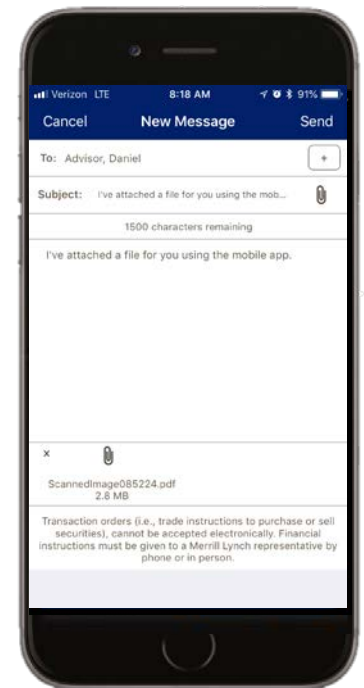 Verizon LTE 8:18 AM 91%
Cancel New Message Send
To: Advisor, Daniel +
Subject: I've attached a file for you using the mob...
1500 characters remaining
I've attached a file for you using the mobile app.
x
ScannedImage085224.pdf
2.8 MB
Transaction orders (i.e., trade instructions to purchase or sell
securities), cannot be accepted electronically. Financial
instructions must be given to a Merrill Lynch representative by
phone or in person.